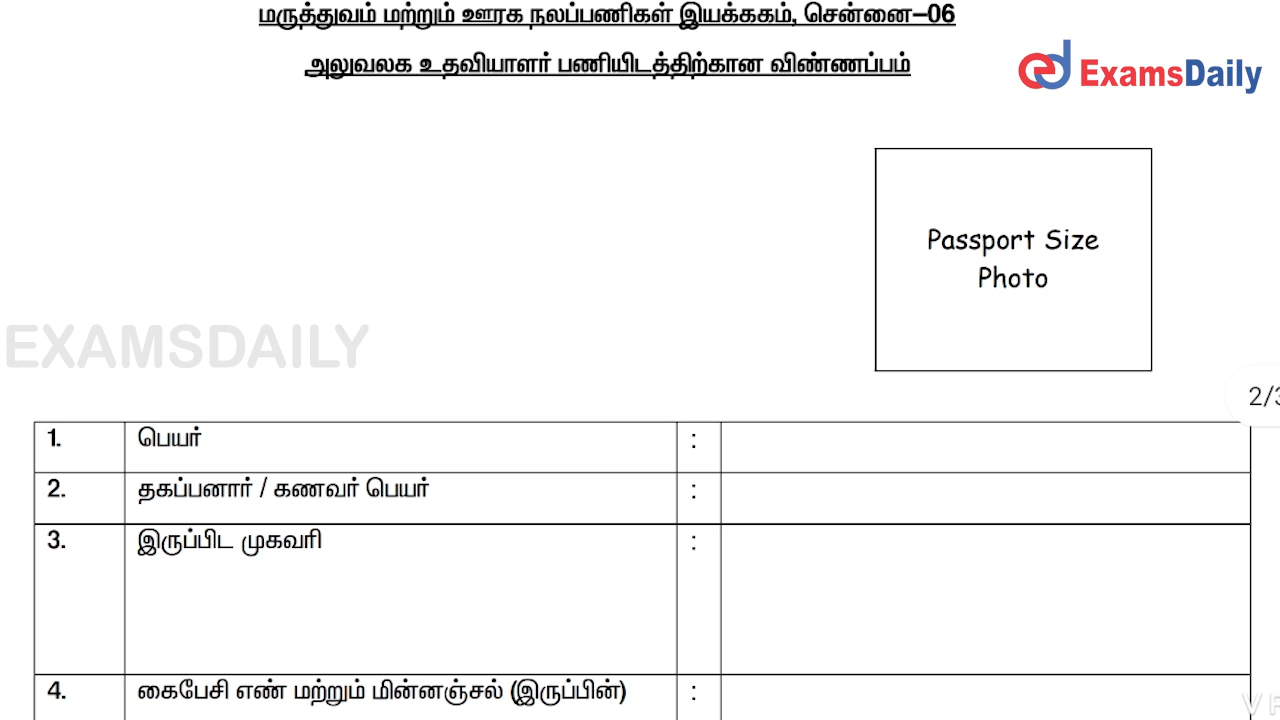 மருத்துவம் மற்றும் ஊரக நலப்பணிகள் இயக்ககம், சென்னை–06
அலுவலக உதவியாளர் பணியிடத்திற்கான விண்ணப்பம்
ExamsDaily
Passport Size
Photo
EXAMSDAILY
2/3
1. பெயர் :
2. தகப்பனார் / கணவர் பெயர் :
3. இருப்பிட முகவரி :
4. கைபேசி எண் மற்றும் மின்னஞ்சல் (இருப்பின்) :